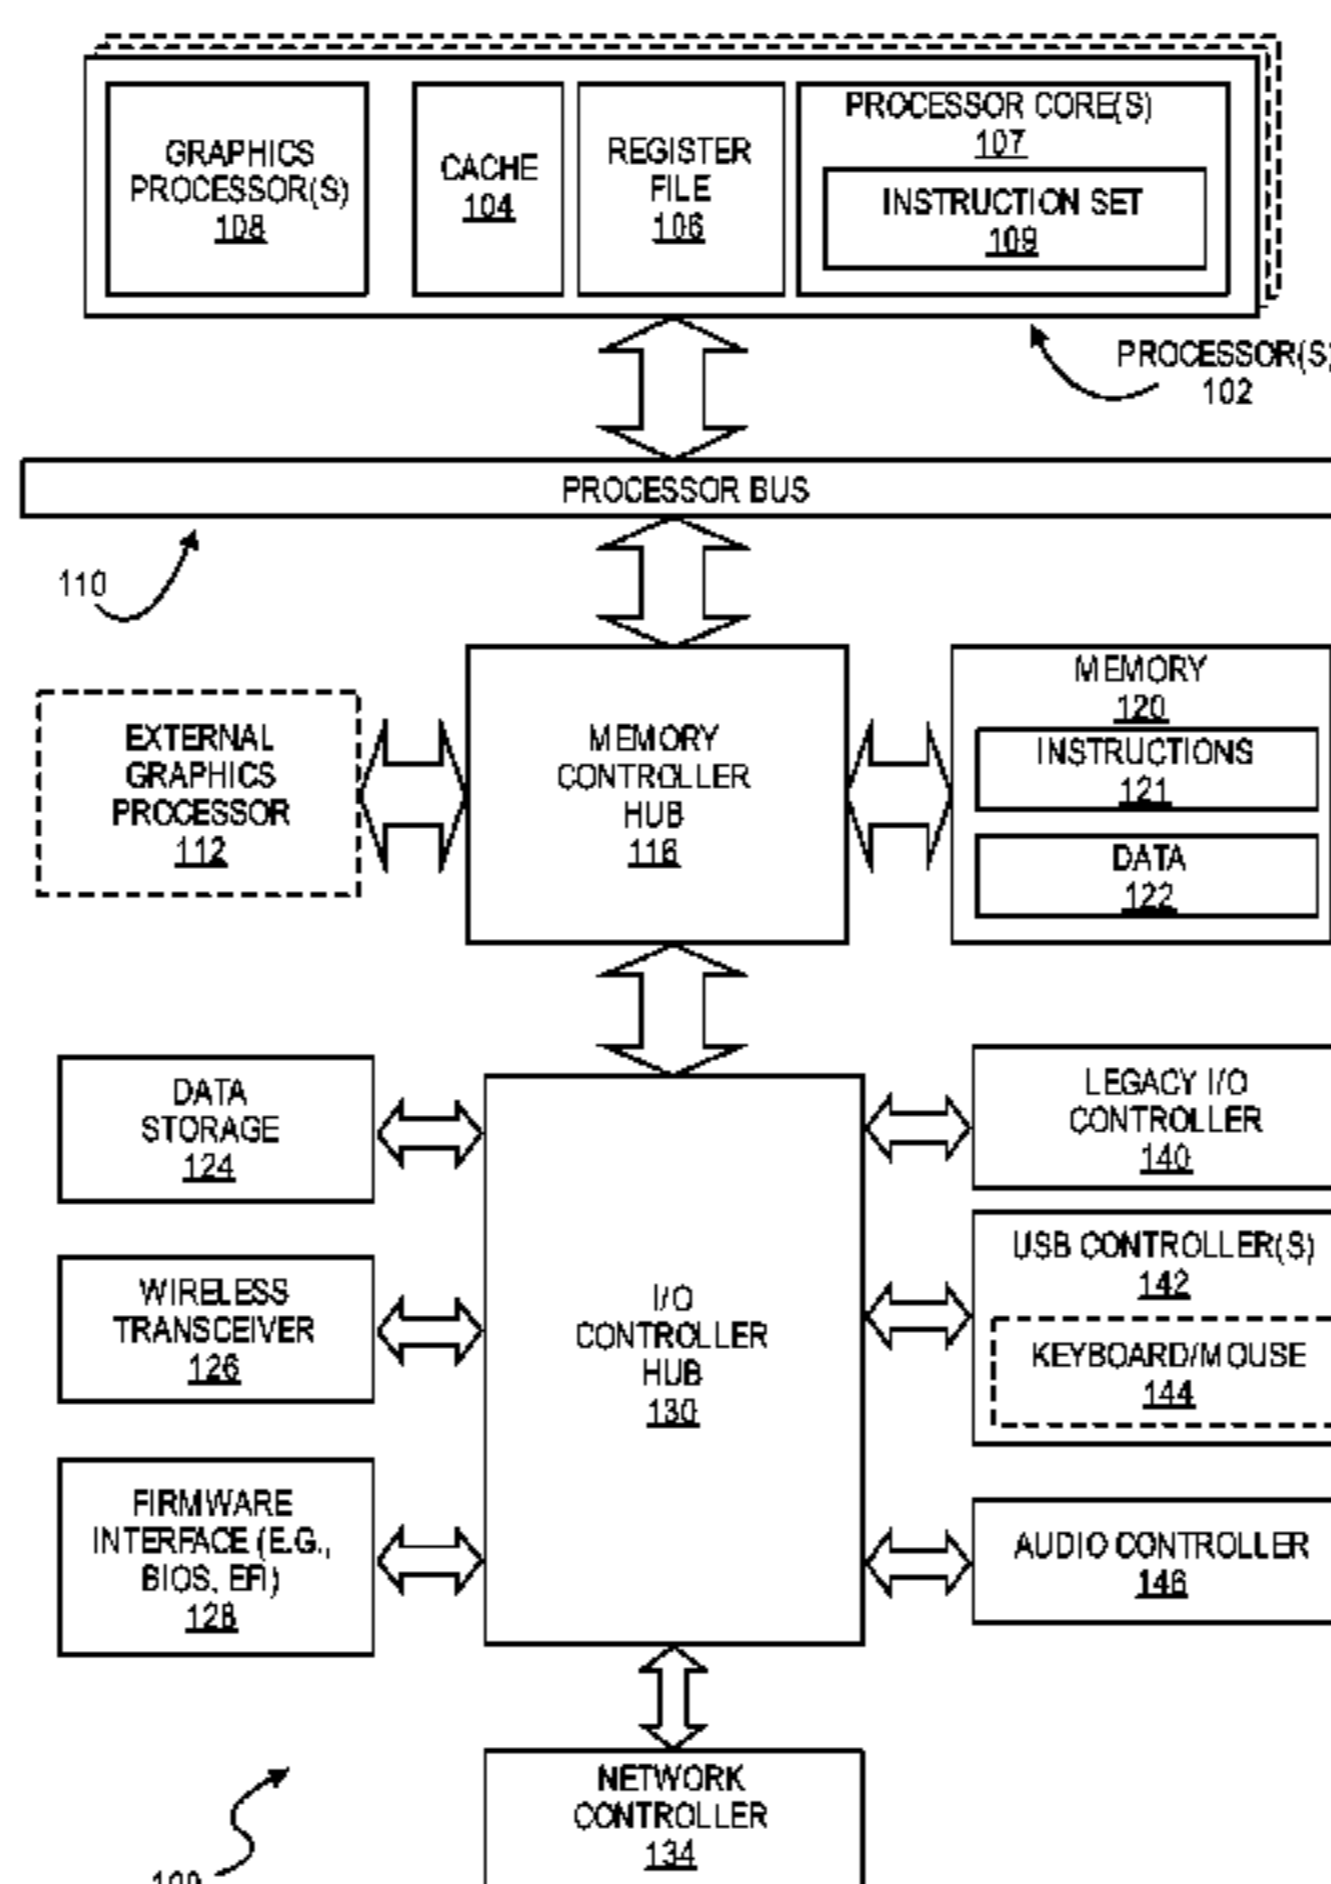 GRAPHICS
PROCESSOR(S)
108
CACHE
104
REGISTER
FILE
106
PROCESSOR CORE(S)
107
INSTRUCTION SET
109
PROCESSOR(S)
102
PROCESSOR BUS
110
EXTERNAL
GRAPHICS
PROCESSOR
112
MEMORY
CONTROLLER
HUB
116
MEMORY
120
INSTRUCTIONS
121
DATA
122
DATA
STORAGE
124
WIRELESS
TRANSCEIVER
126
FIRMWARE
INTERFACE (E.G.,
BIOS, EFI)
128
I/O
CONTROLLER
HUB
130
LEGACY I/O
CONTROLLER
140
USB CONTROLLER(S)
142
KEYBOARD/MOUSE
144
AUDIO CONTROLLER
146
NETWORK
CONTROLLER
134